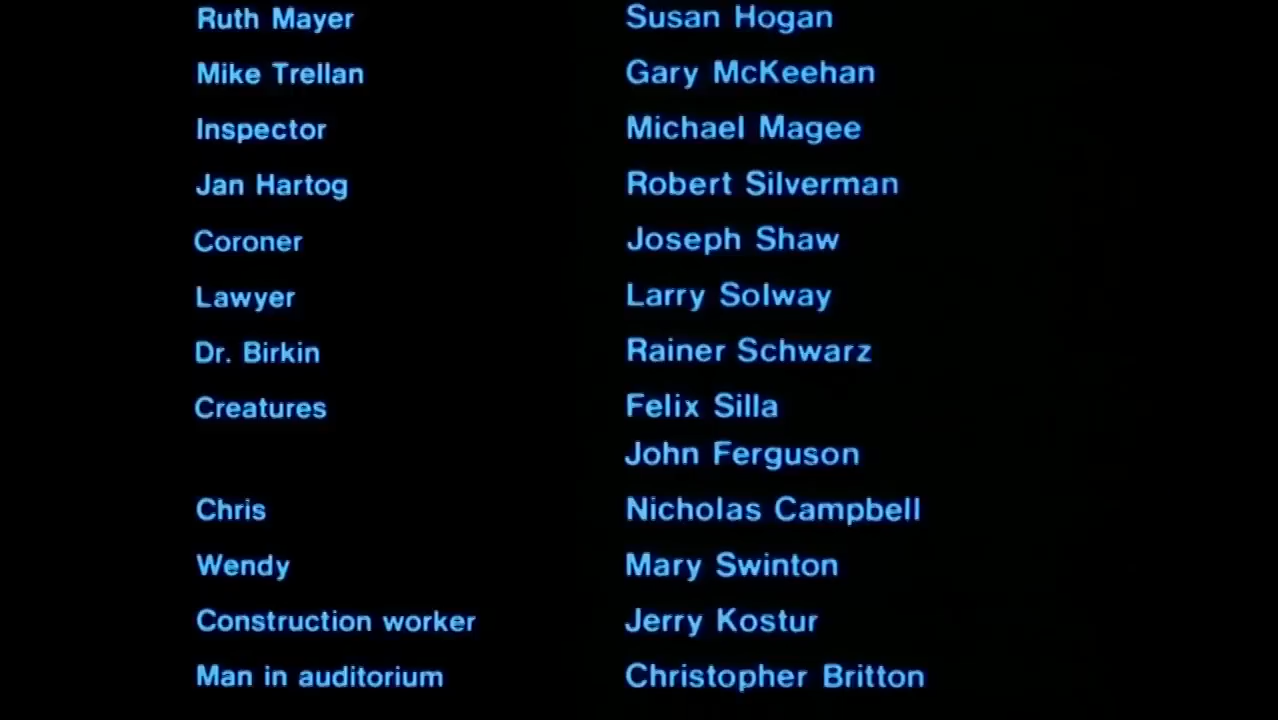 Ruth Mayer Susan Hogan
Mike Trellan Gary McKeehan
Inspector Michael Magee
Jan Hartog Robert Silverman
Coroner Joseph Shaw
Lawyer Larry Solway
Dr. Birkin Rainer Schwarz
Creatures Felix Silla
John Ferguson
Chris Nicholas Campbell
Wendy Mary Swinton
Construction worker Jerry Kostur
Man in auditorium Christopher Britton